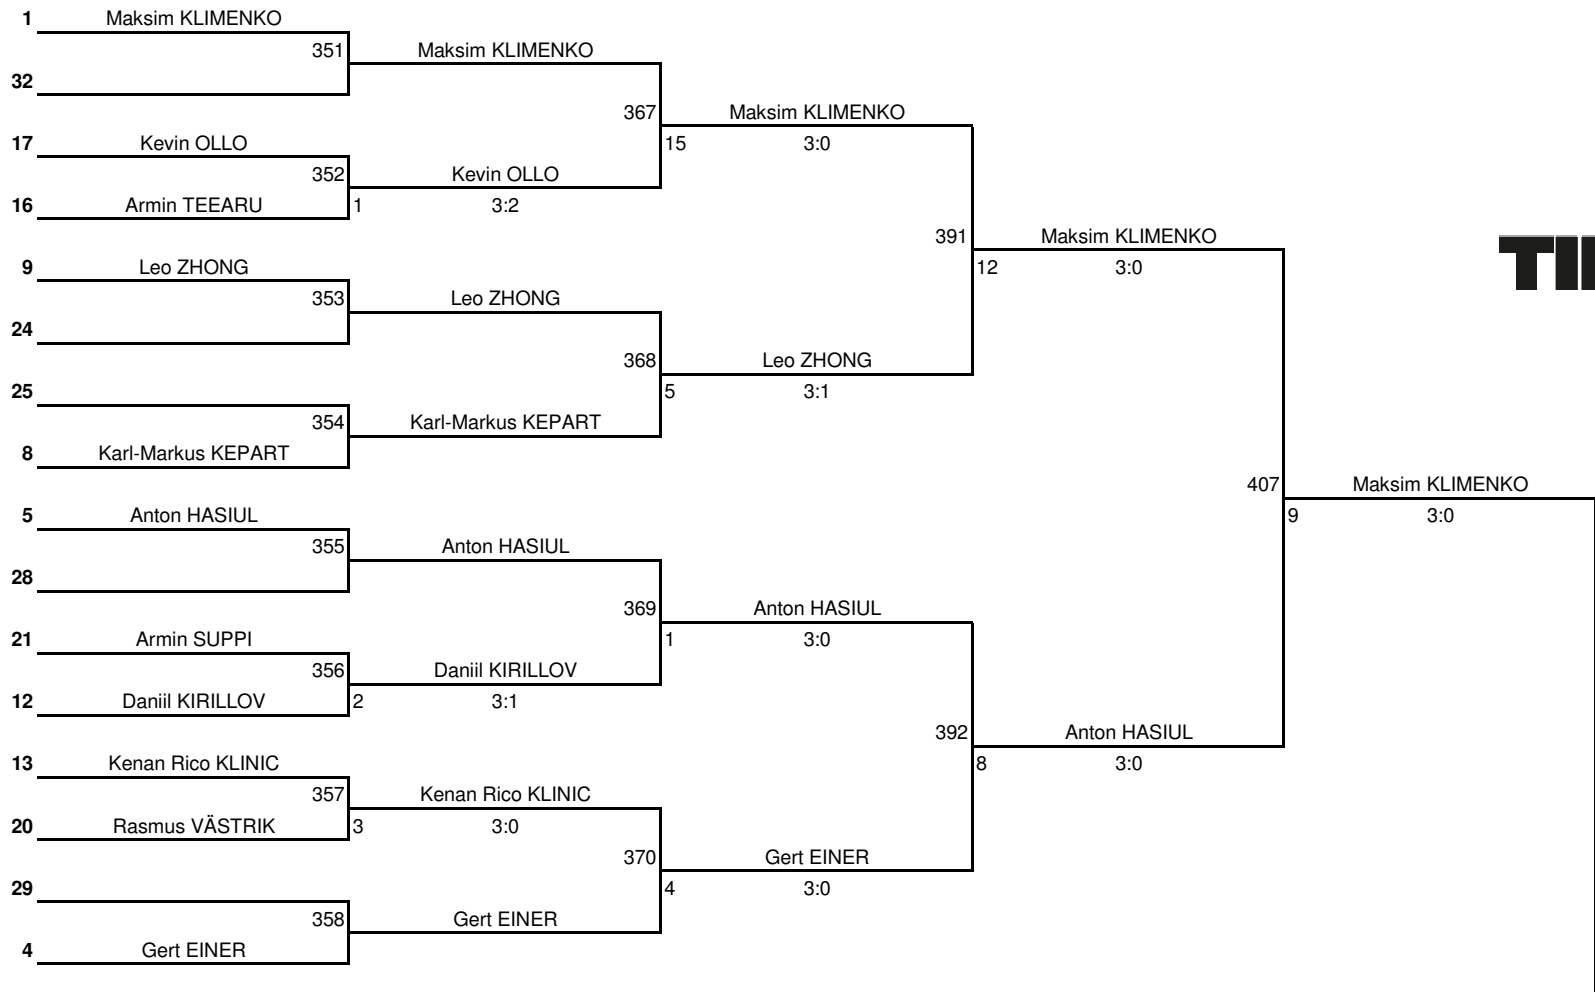 1 Maksim KLIMENKO
351 Maksim KLIMENKO
32
367 Maksim KLIMENKO
17 Kevin OLLO
15 3:0
352 Kevin OLLO
16 Armin TEEARU 1 3:2
391 Maksim KLIMENKO
9 Leo ZHONG
12 3:0
353 Leo ZHONG
24
368 Leo ZHONG
25
5 3:1
354 Karl-Markus KEPART
8 Karl-Markus KEPART
407 Maksim KLIMENKO
5 Anton HASIUL
9 3:0
355 Anton HASIUL
28
369 Anton HASIUL
21 Armin SUPPI
1 3:0
356 Daniil KIRILLOV
12 Daniil KIRILLOV 2 3:1
392 Anton HASIUL
13 Kenan Rico KLINIC
8 3:0
357 Kenan Rico KLINIC
20 Rasmus VÄSTRIK 3 3:0
370 Gert EINER
29
4 3:0
358 Gert EINER
4 Gert EINER